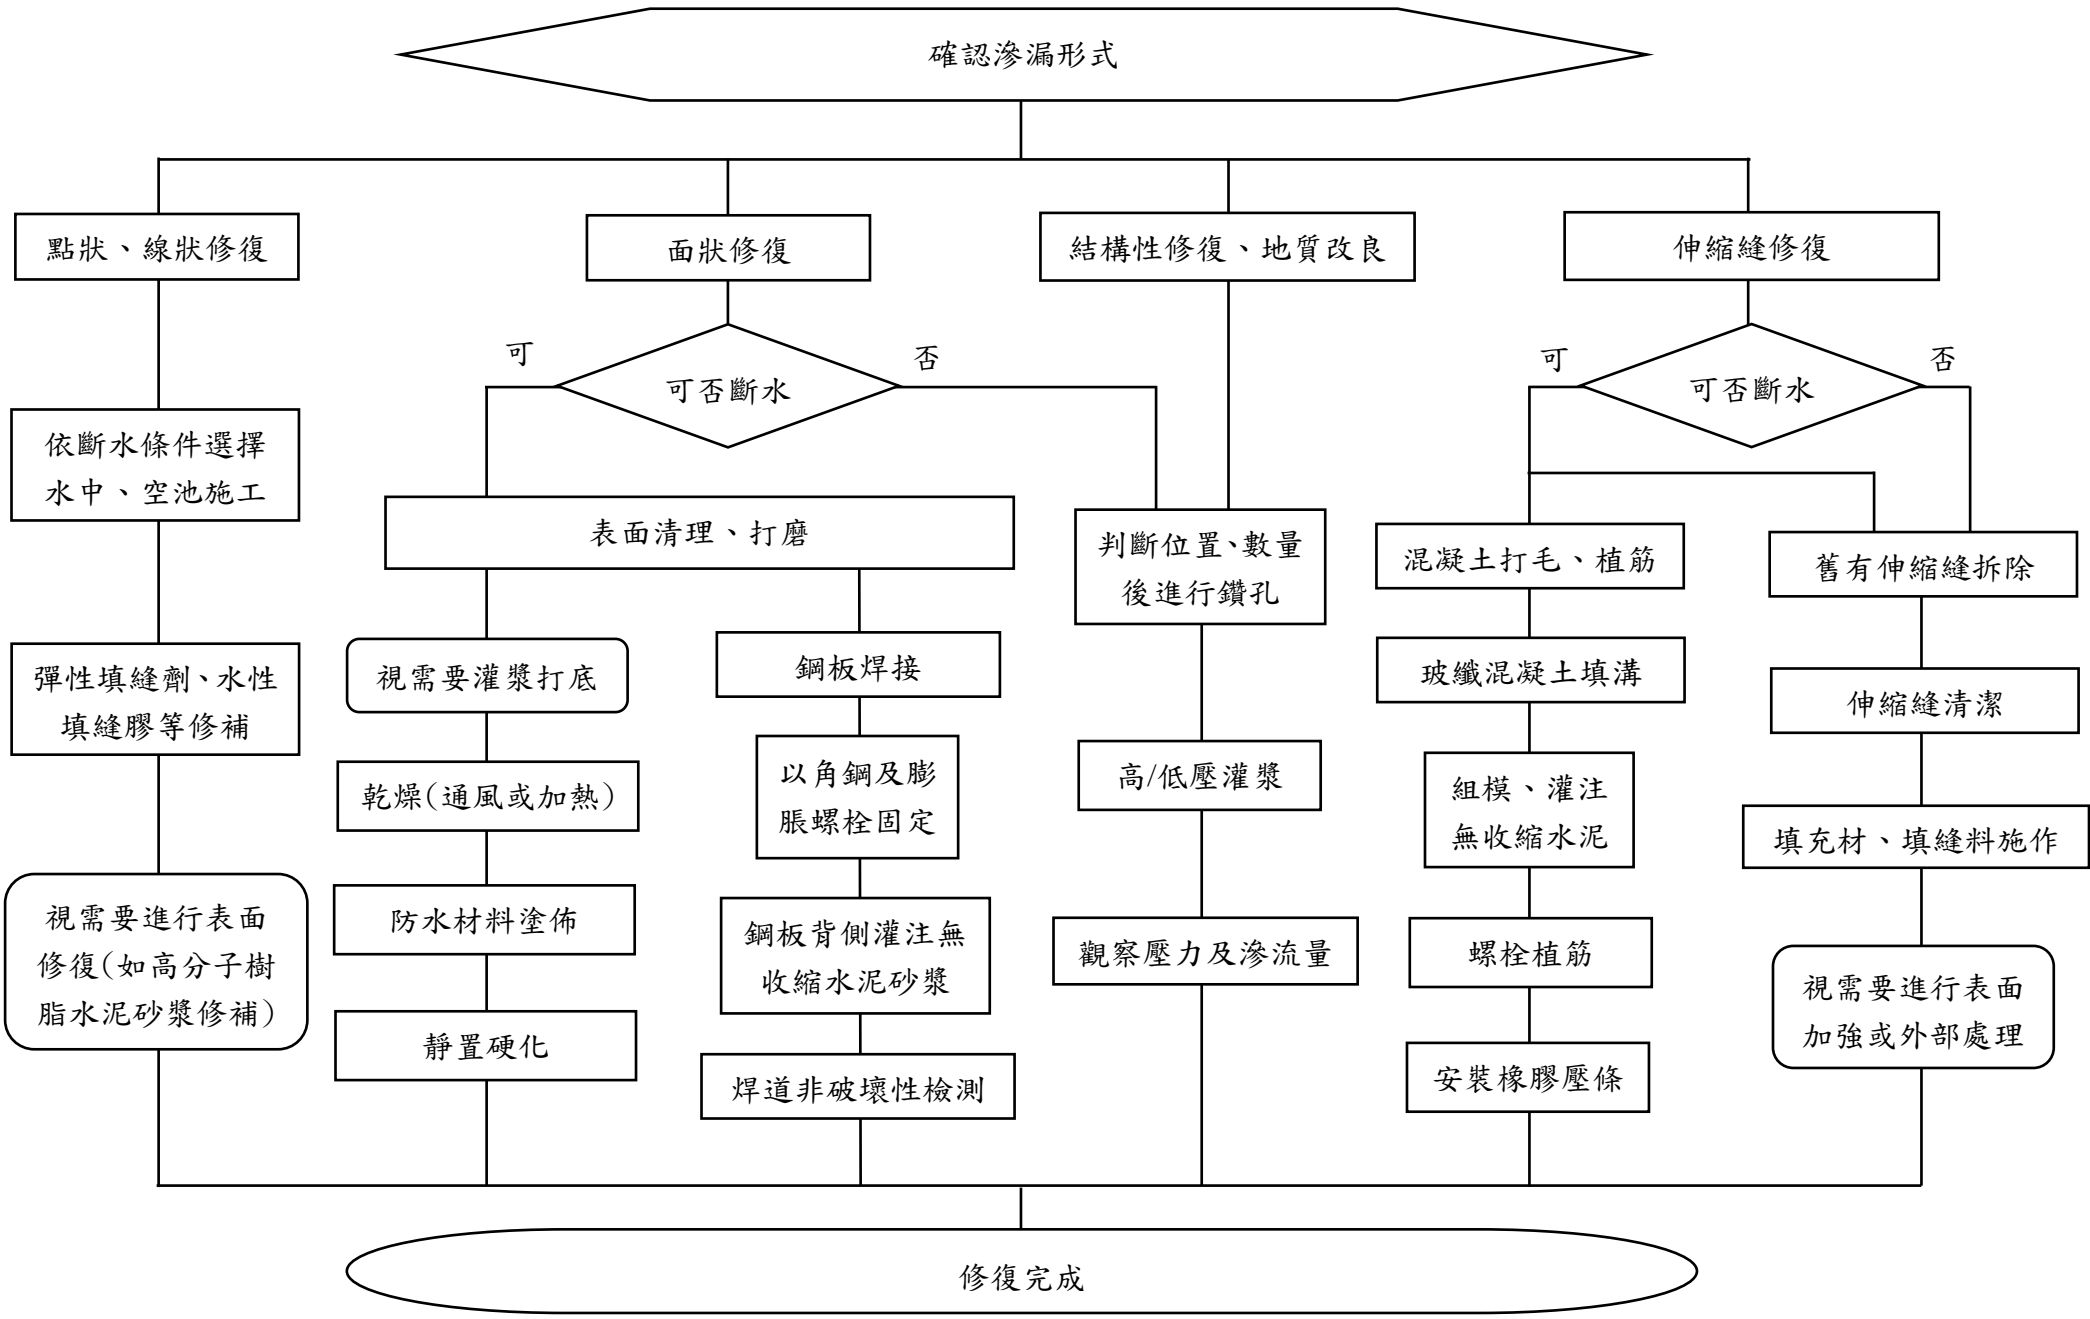 確認滲漏形式
點狀、線狀修復
面狀修復
結構性修復、地質改良
伸縮縫修復
可
可否斷水
否
可
可否斷水
否
依斷水條件選擇
水中、空池施工
表面清理、打磨
判斷位置、數量
後進行鑽孔
混凝土打毛、植筋
舊有伸縮縫拆除
彈性填縫劑、水性
填縫膠等修補
視需要灌漿打底
鋼板焊接
玻纖混凝土填溝
伸縮縫清潔
乾燥(通風或加熱)
以角鋼及膨
脹螺栓固定
高/低壓灌漿
組模、灌注
無收縮水泥
填充材、填縫料施作
視需要進行表面
修復(如高分子樹
脂水泥砂漿修補)
防水材料塗佈
鋼板背側灌注無
收縮水泥砂漿
觀察壓力及滲流量
螺栓植筋
視需要進行表面
加強或外部處理
靜置硬化
焊道非破壞性檢測
安裝橡膠壓條
修復完成